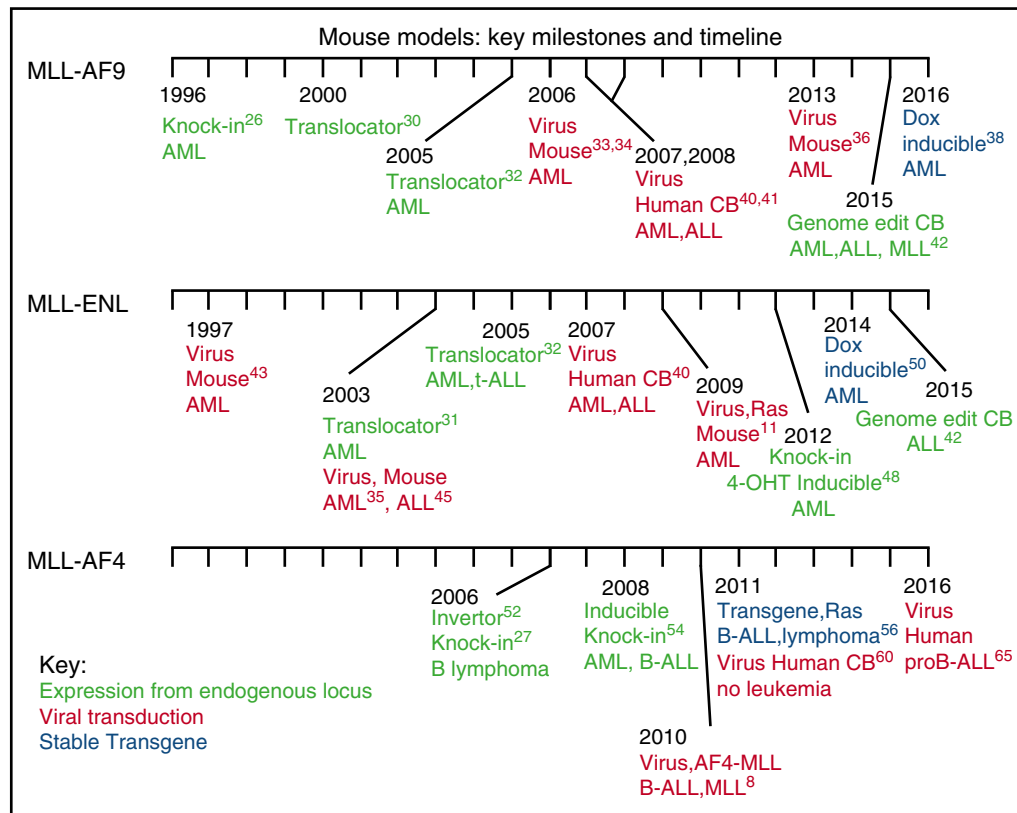 Mouse models: key milestones and timeline
MLL-AF9
1996
Knock-in26
AML
2000
Translocator30
2005
Translocator32
AML
2006
Virus
Mouse33,34
AML
2007,2008
Virus
Human CB40,41
AML,ALL
2013
Virus
Mouse36
AML
2015
Genome edit CB
AML,ALL, MLL42
2016
Dox
inducible38
AML
MLL-ENL
1997
Virus
Mouse43
AML
2003
Translocator31
AML
Virus, Mouse
AML35, ALL45
2005
Translocator32
AML,t-ALL
2007
Virus
Human CB40
AML,ALL
2009
Virus,Ras
Mouse11
AML
2012
Knock-in
4-OHT Inducible48
AML
2014
Dox
inducible50
AML
2015
Genome edit CB
ALL42
MLL-AF4
2006
Invertor52
Knock-in27
B lymphoma
2008
Inducible
Knock-in54
AML, B-ALL
2010
Virus,AF4-MLL
B-ALL,MLL8
2011
Transgene,Ras
B-ALL,lymphoma56
Virus Human CB60
no leukemia
2016
Virus
Human
proB-ALL65
Key:
Expression from endogenous locus
Viral transduction
Stable Transgene